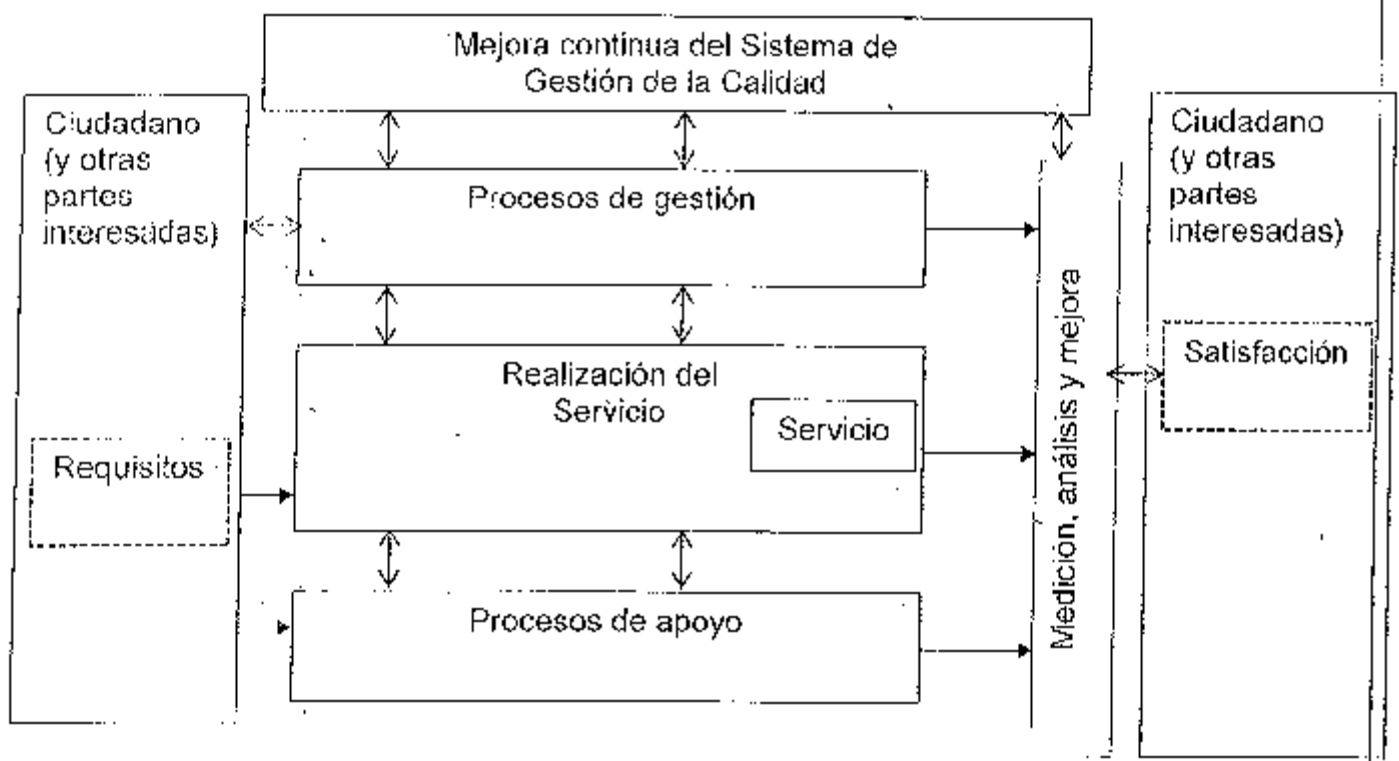 Mejora continua del Sistema de
Gestión de la Calidad
Ciudadano
(y otras
partes
interesadas)
Requisitos
Procesos de gestión
Realización del
Servicio
Servicio
Procesos de apoyo
Medición, análisis y mejora
Ciudadano
(y otras
partes
interesadas)
Satisfacción